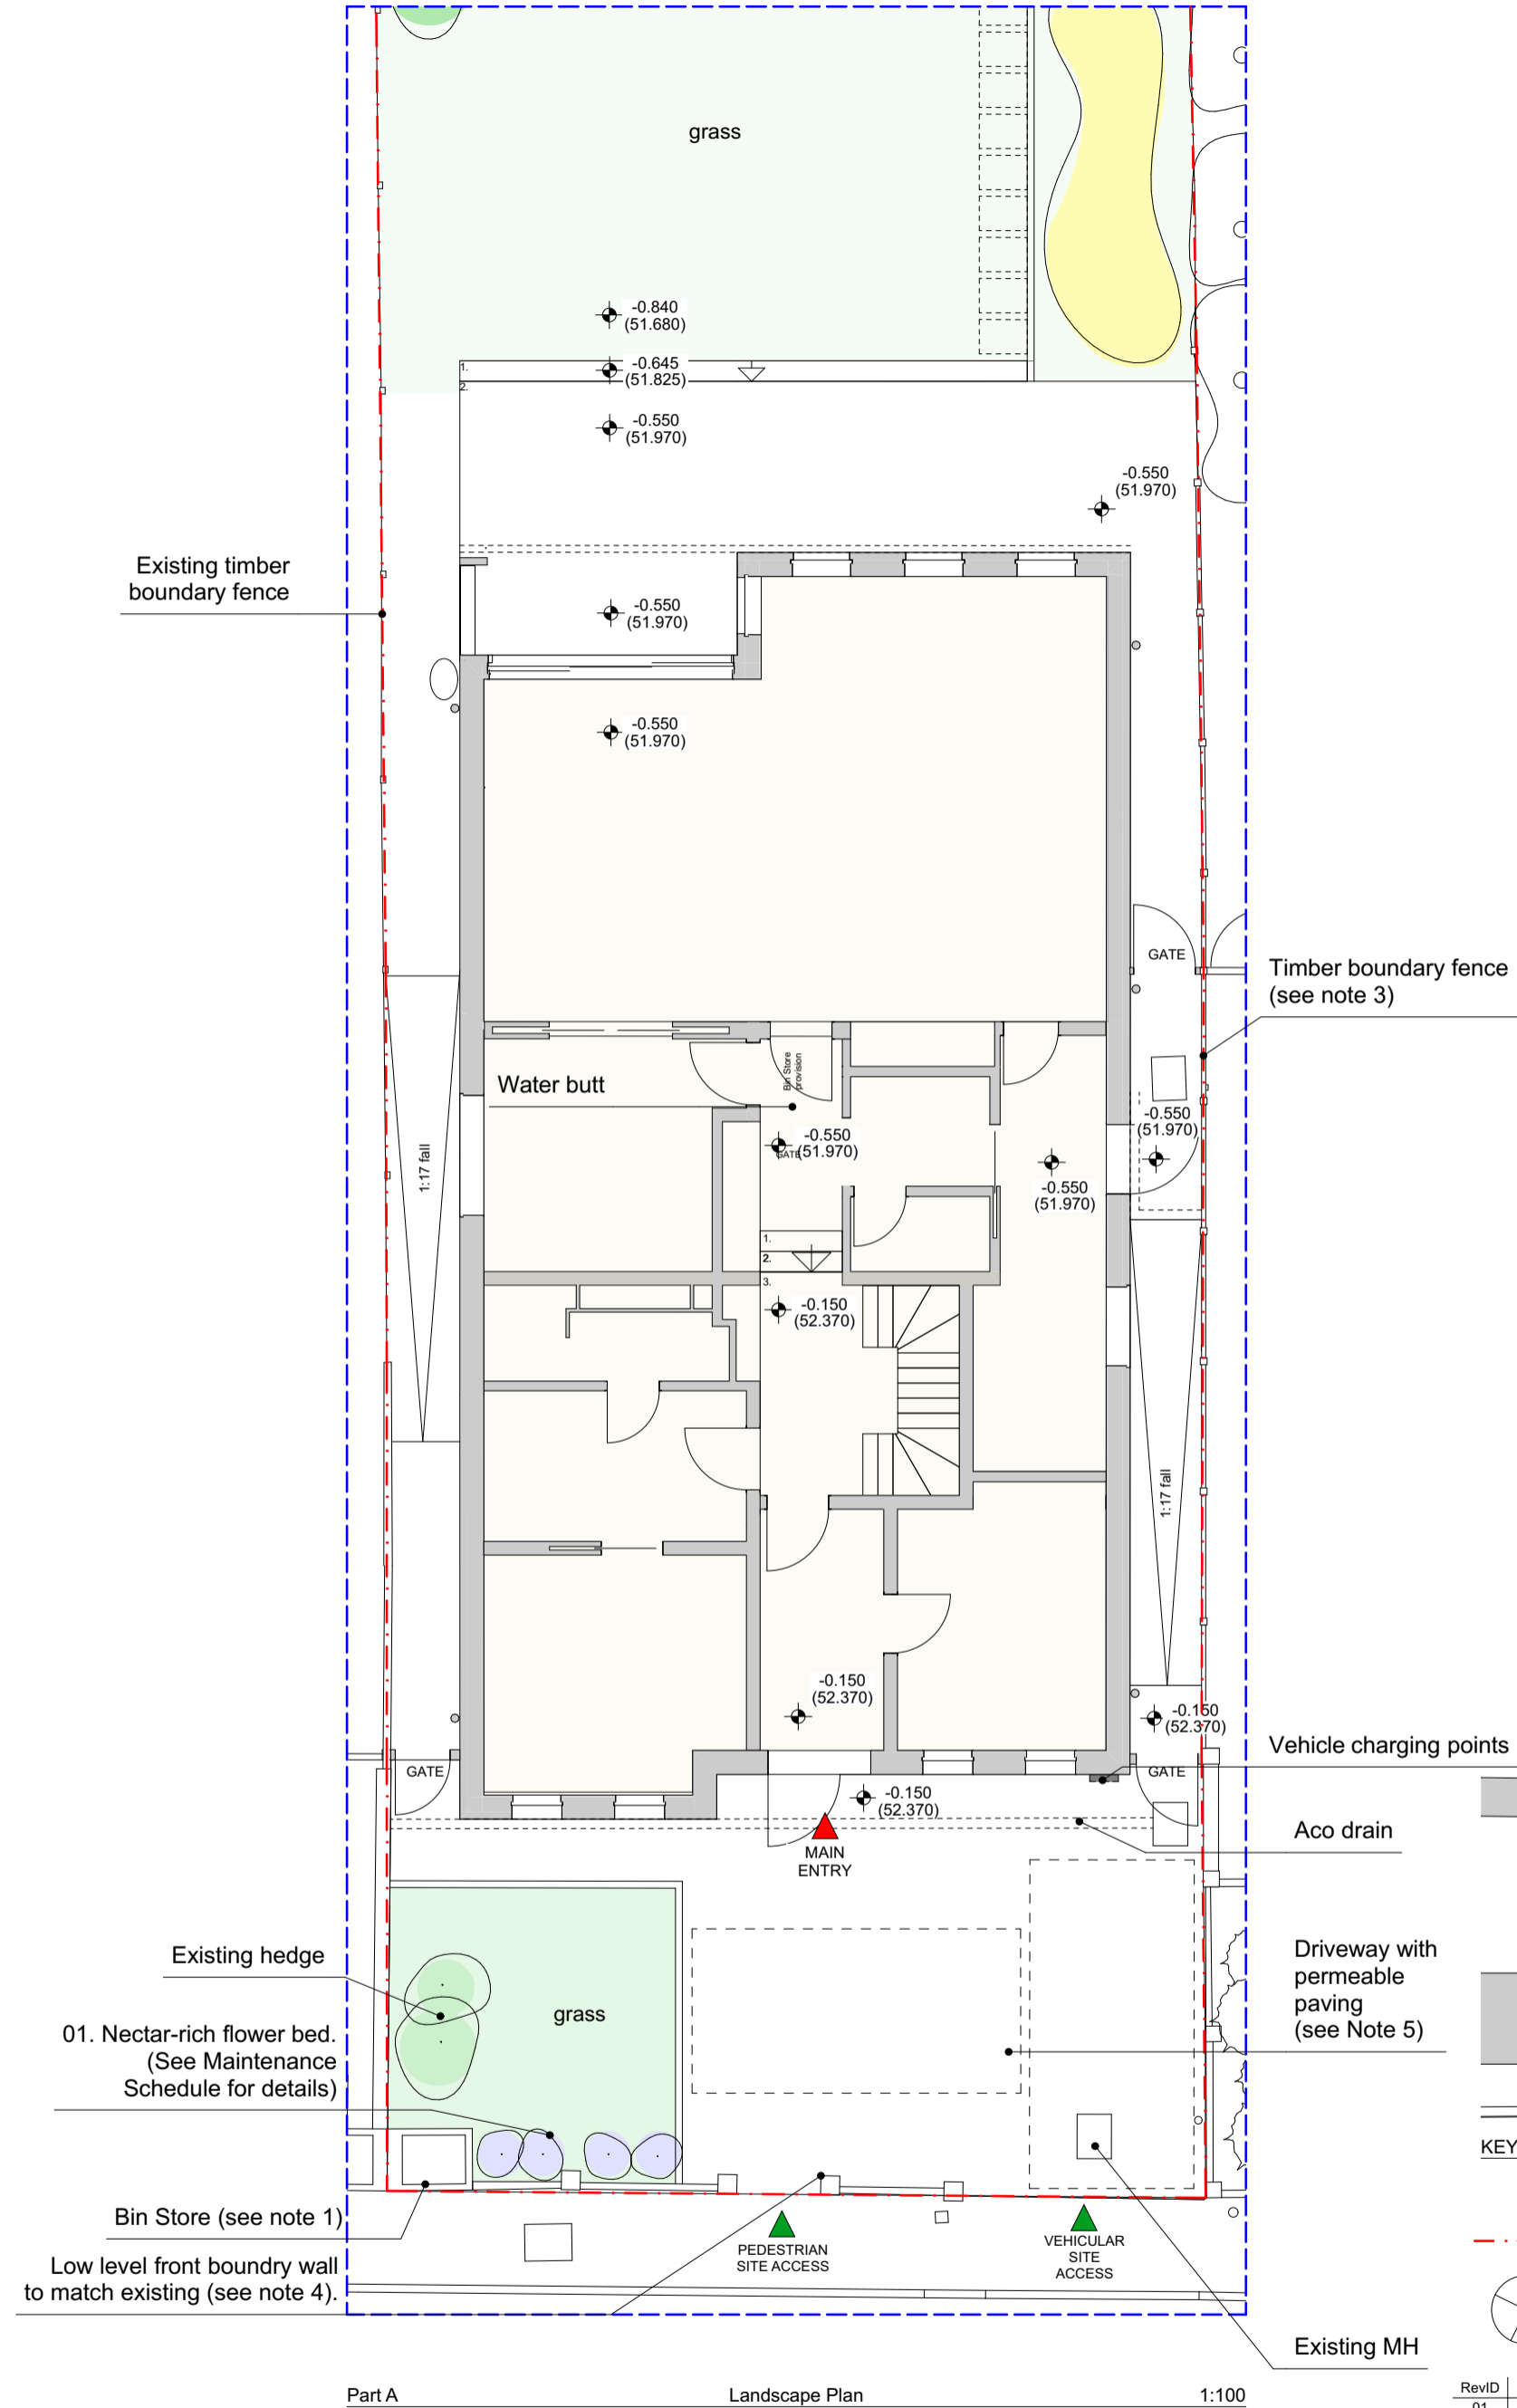 grass
-0.840
(51.680)
1.
-0.645
(51.825)
2.
-0.550
(51.970)
-0.550
(51.970)
Existing timber
boundary fence
-0.550
(51.970)
-0.550
(51.970)
GATE
Timber boundary fence
(see note 3)
Bin Store
provision
Water butt
-0.550
(51.970)
-0.550
(51.970)
GATE
1:17 fall
-0.550
(51.970)
1.
2.
3.
-0.150
(52.370)
1:17 fall
-0.150
(52.370)
-0.150
(52.370)
Vehicle charging points
GATE
GATE
-0.150
(52.370)
Aco drain
MAIN
ENTRY
Existing hedge
grass
Driveway with
permeable
paving
(see Note 5)
01. Nectar-rich flower bed.
(See Maintenance
Schedule for details)
KEY
Bin Store (see note 1)
PEDESTRIAN
SITE ACCESS
VEHICULAR
SITE
ACCESS
Low level front boundry wall
to match existing (see note 4).
Existing MH
Part A
Landscape Plan
1:100
RevID
01